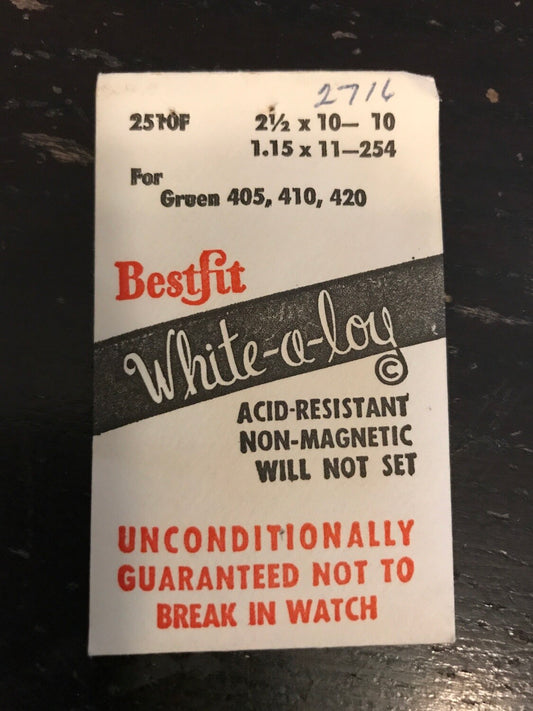 2716
2510F 2½ x 10— 10
1.15 x 11—254
For
Gruen 405, 410, 420
Bestfit
White-a-loy
©
ACID-RESISTANT
NON-MAGNETIC
WILL NOT SET
UNCONDITIONALLY
GUARANTEED NOT TO
BREAK IN WATCH